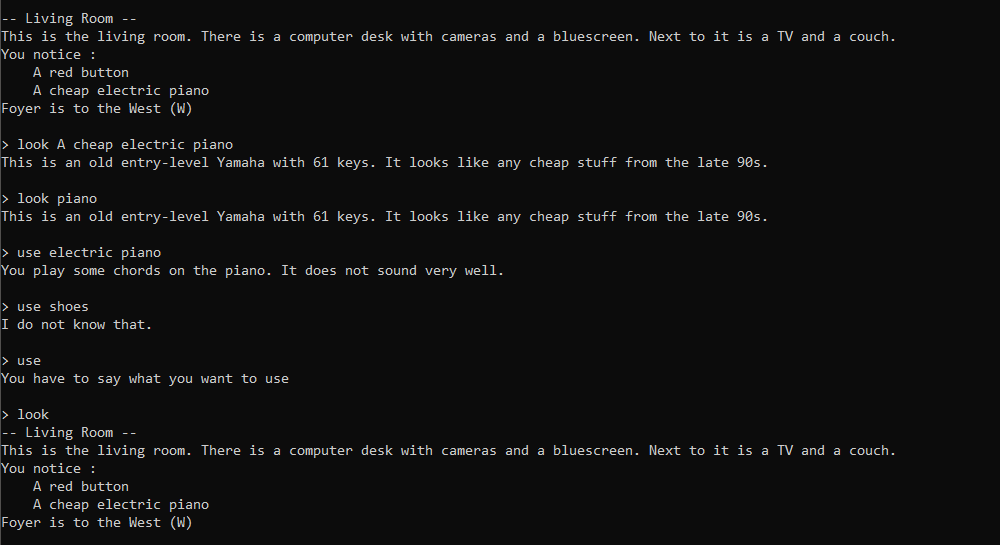 -- Living Room --
This is the living room. There is a computer desk with cameras and a bluescreen. Next to it is a TV and a couch.
You notice :
    A red button
    A cheap electric piano
Foyer is to the West (W)

> look A cheap electric piano
This is an old entry-level Yamaha with 61 keys. It looks like any cheap stuff from the late 90s.

> look piano
This is an old entry-level Yamaha with 61 keys. It looks like any cheap stuff from the late 90s.

> use electric piano
You play some chords on the piano. It does not sound very well.

> use shoes
I do not know that.

> use
You have to say what you want to use

> look
-- Living Room --
This is the living room. There is a computer desk with cameras and a bluescreen. Next to it is a TV and a couch.
You notice :
    A red button
    A cheap electric piano
Foyer is to the West (W)